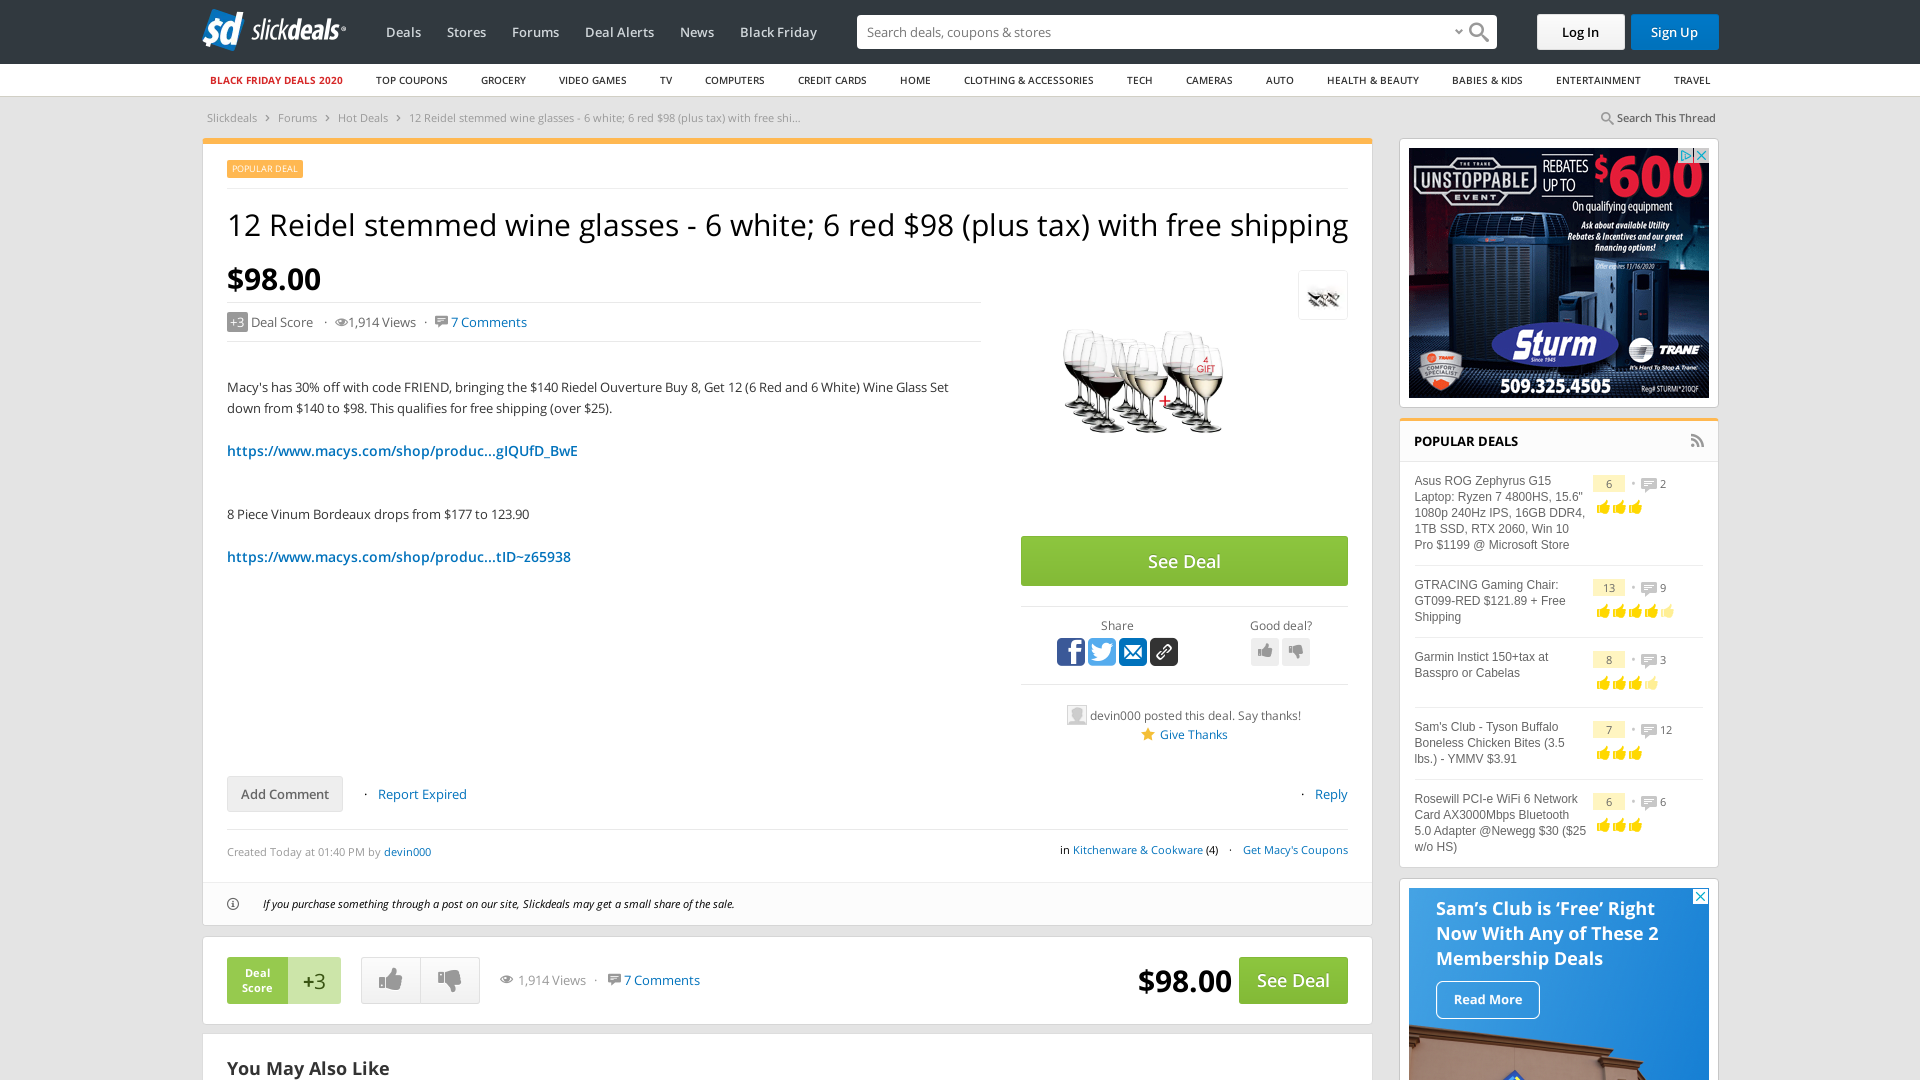 sd slickdeals
Deals Stores Forums Deal Alerts News Black Friday
Search deals, coupons & shares
Log In
Sign Up
BLACK FRIDAY DEALS 2020 TOP COUPONS GROCERY VIDEO GAMES TV COMPUTERS CREDIT CARDS HOME CLOTHING & ACCESSORIES TECH CAMERAS AUTO HEALTH & BEAUTY BABIES & KIDS ENTERTAINMENT TRAVEL
Slickdeals › Forums › Hot Deals › 12 Reidel stemmed wine glasses - 6 white; 6 red $98 (plus tax) with free shi...
Search This Thread
POPULAR DEAL
12 Reidel stemmed wine glasses - 6 white; 6 red $98 (plus tax) with free shipping
$98.00
+3 Deal Score · 1,914 Views · 7 Comments
Macy's has 30% off with code FRIEND, bringing the $140 Riedel Ouverture Buy 8, Get 12 (6 Red and 6 White) Wine Glass Set
down from $140 to $98. This qualifies for free shipping (over $25).
https://www.macys.com/shop/produc...gIQUfD_BwE
8 Piece Vinum Bordeaux drops from $177 to 123.90
https://www.macys.com/shop/produc...tID~z65938
4
GIFT
+
See Deal
Share
Good deal?
devin000 posted this deal. Say thanks!
Give Thanks
Add Comment · Report Expired
· Reply
Created Today at 01:40 PM by devin000
in Kitchenware & Cookware (4) · Get Macy's Coupons
If you purchase something through a post on our site, Slickdeals may get a small share of the sale.
Deal
Score
+3
1,914 Views · 7 Comments
$98.00
See Deal
You May Also Like
THE TRANE
UNSTOPPABLE
EVENT
REBATES
UP TO
$600
On qualifying equipment
Ask about available Utility
Rebates & Incentives and our great
financing options!
Offer expires 11/16/2020
Sturm
Since 1945
TRANE
COMFORT
SPECIALIST
TRANE
It's Hard To Stop A Trane.
509.325.4505
Reg# STURMI*210QF
POPULAR DEALS
Asus ROG Zephyrus G15
Laptop: Ryzen 7 4800HS, 15.6"
1080p 240Hz IPS, 16GB DDR4,
1TB SSD, RTX 2060, Win 10
Pro $1199 @ Microsoft Store
6 · 2
GTRACING Gaming Chair:
GT099-RED $121.89 + Free
Shipping
13 · 9
Garmin Instict 150+tax at
Basspro or Cabelas
8 · 3
Sam's Club - Tyson Buffalo
Boneless Chicken Bites (3.5
lbs.) - YMMV $3.91
7 · 12
Rosewill PCI-e WiFi 6 Network
Card AX3000Mbps Bluetooth
5.0 Adapter @Newegg $30 ($25
w/o HS)
6 · 6
Sam's Club is 'Free' Right
Now With Any of These 2
Membership Deals
Read More